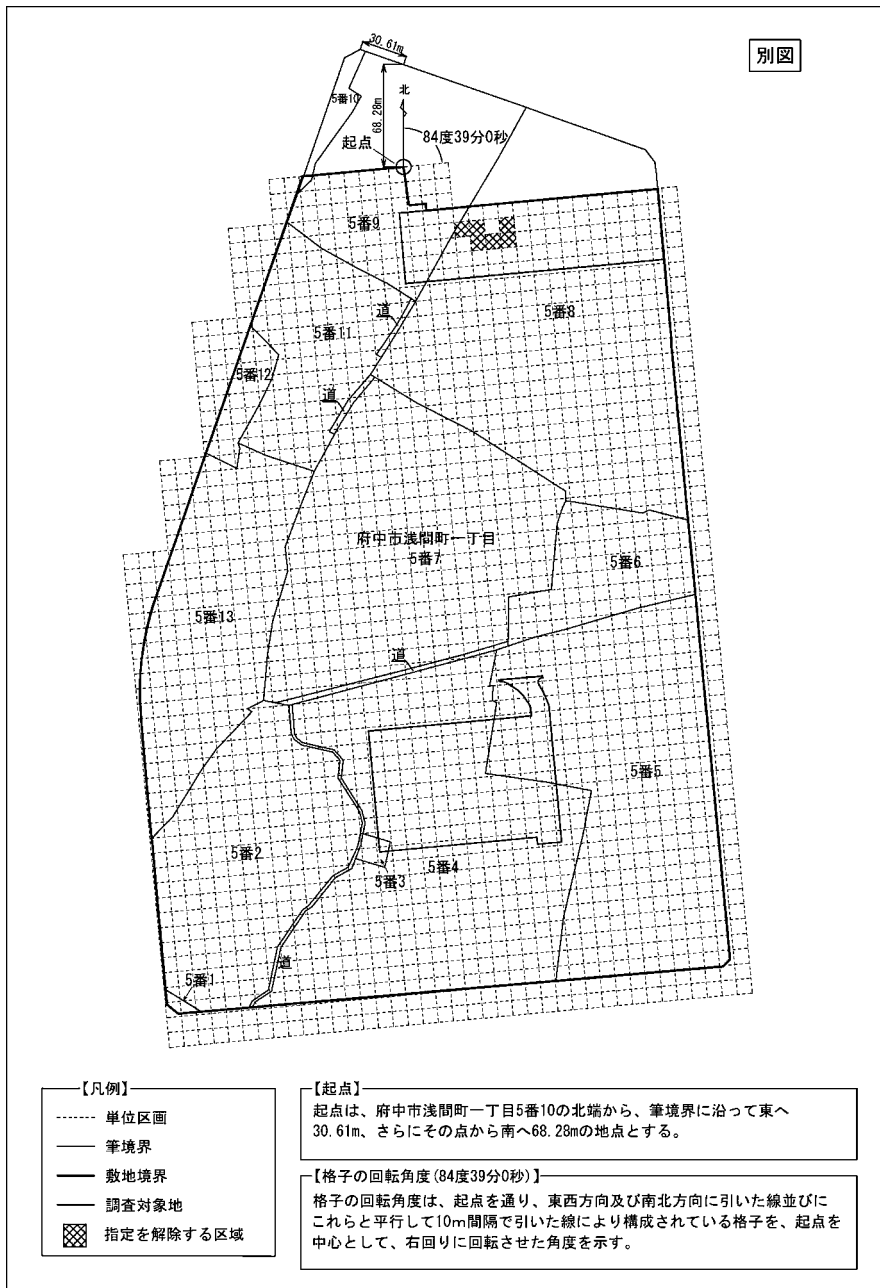 別図
30.61m
68.28m
北
5番10
起点
84度39分0秒
5番9
5番8
道
5番11
5番12
道
府中市浅間町一丁目
5番7
5番6
5番13
道
5番5
5番2
5番3
5番4
道
5番1
【凡例】
単位区画
筆境界
敷地境界
調査対象地
指定を解除する区域
【起点】
起点は、府中市浅間町一丁目5番10の北端から、筆境界に沿って東へ
30.61m、さらにその点から南へ68.28mの地点とする。
【格子の回転角度(84度39分0秒)】
格子の回転角度は、起点を通り、東西方向及び南北方向に引いた線並びに
これらと平行して10m間隔で引いた線により構成されている格子を、起点を
中心として、右回りに回転させた角度を示す。